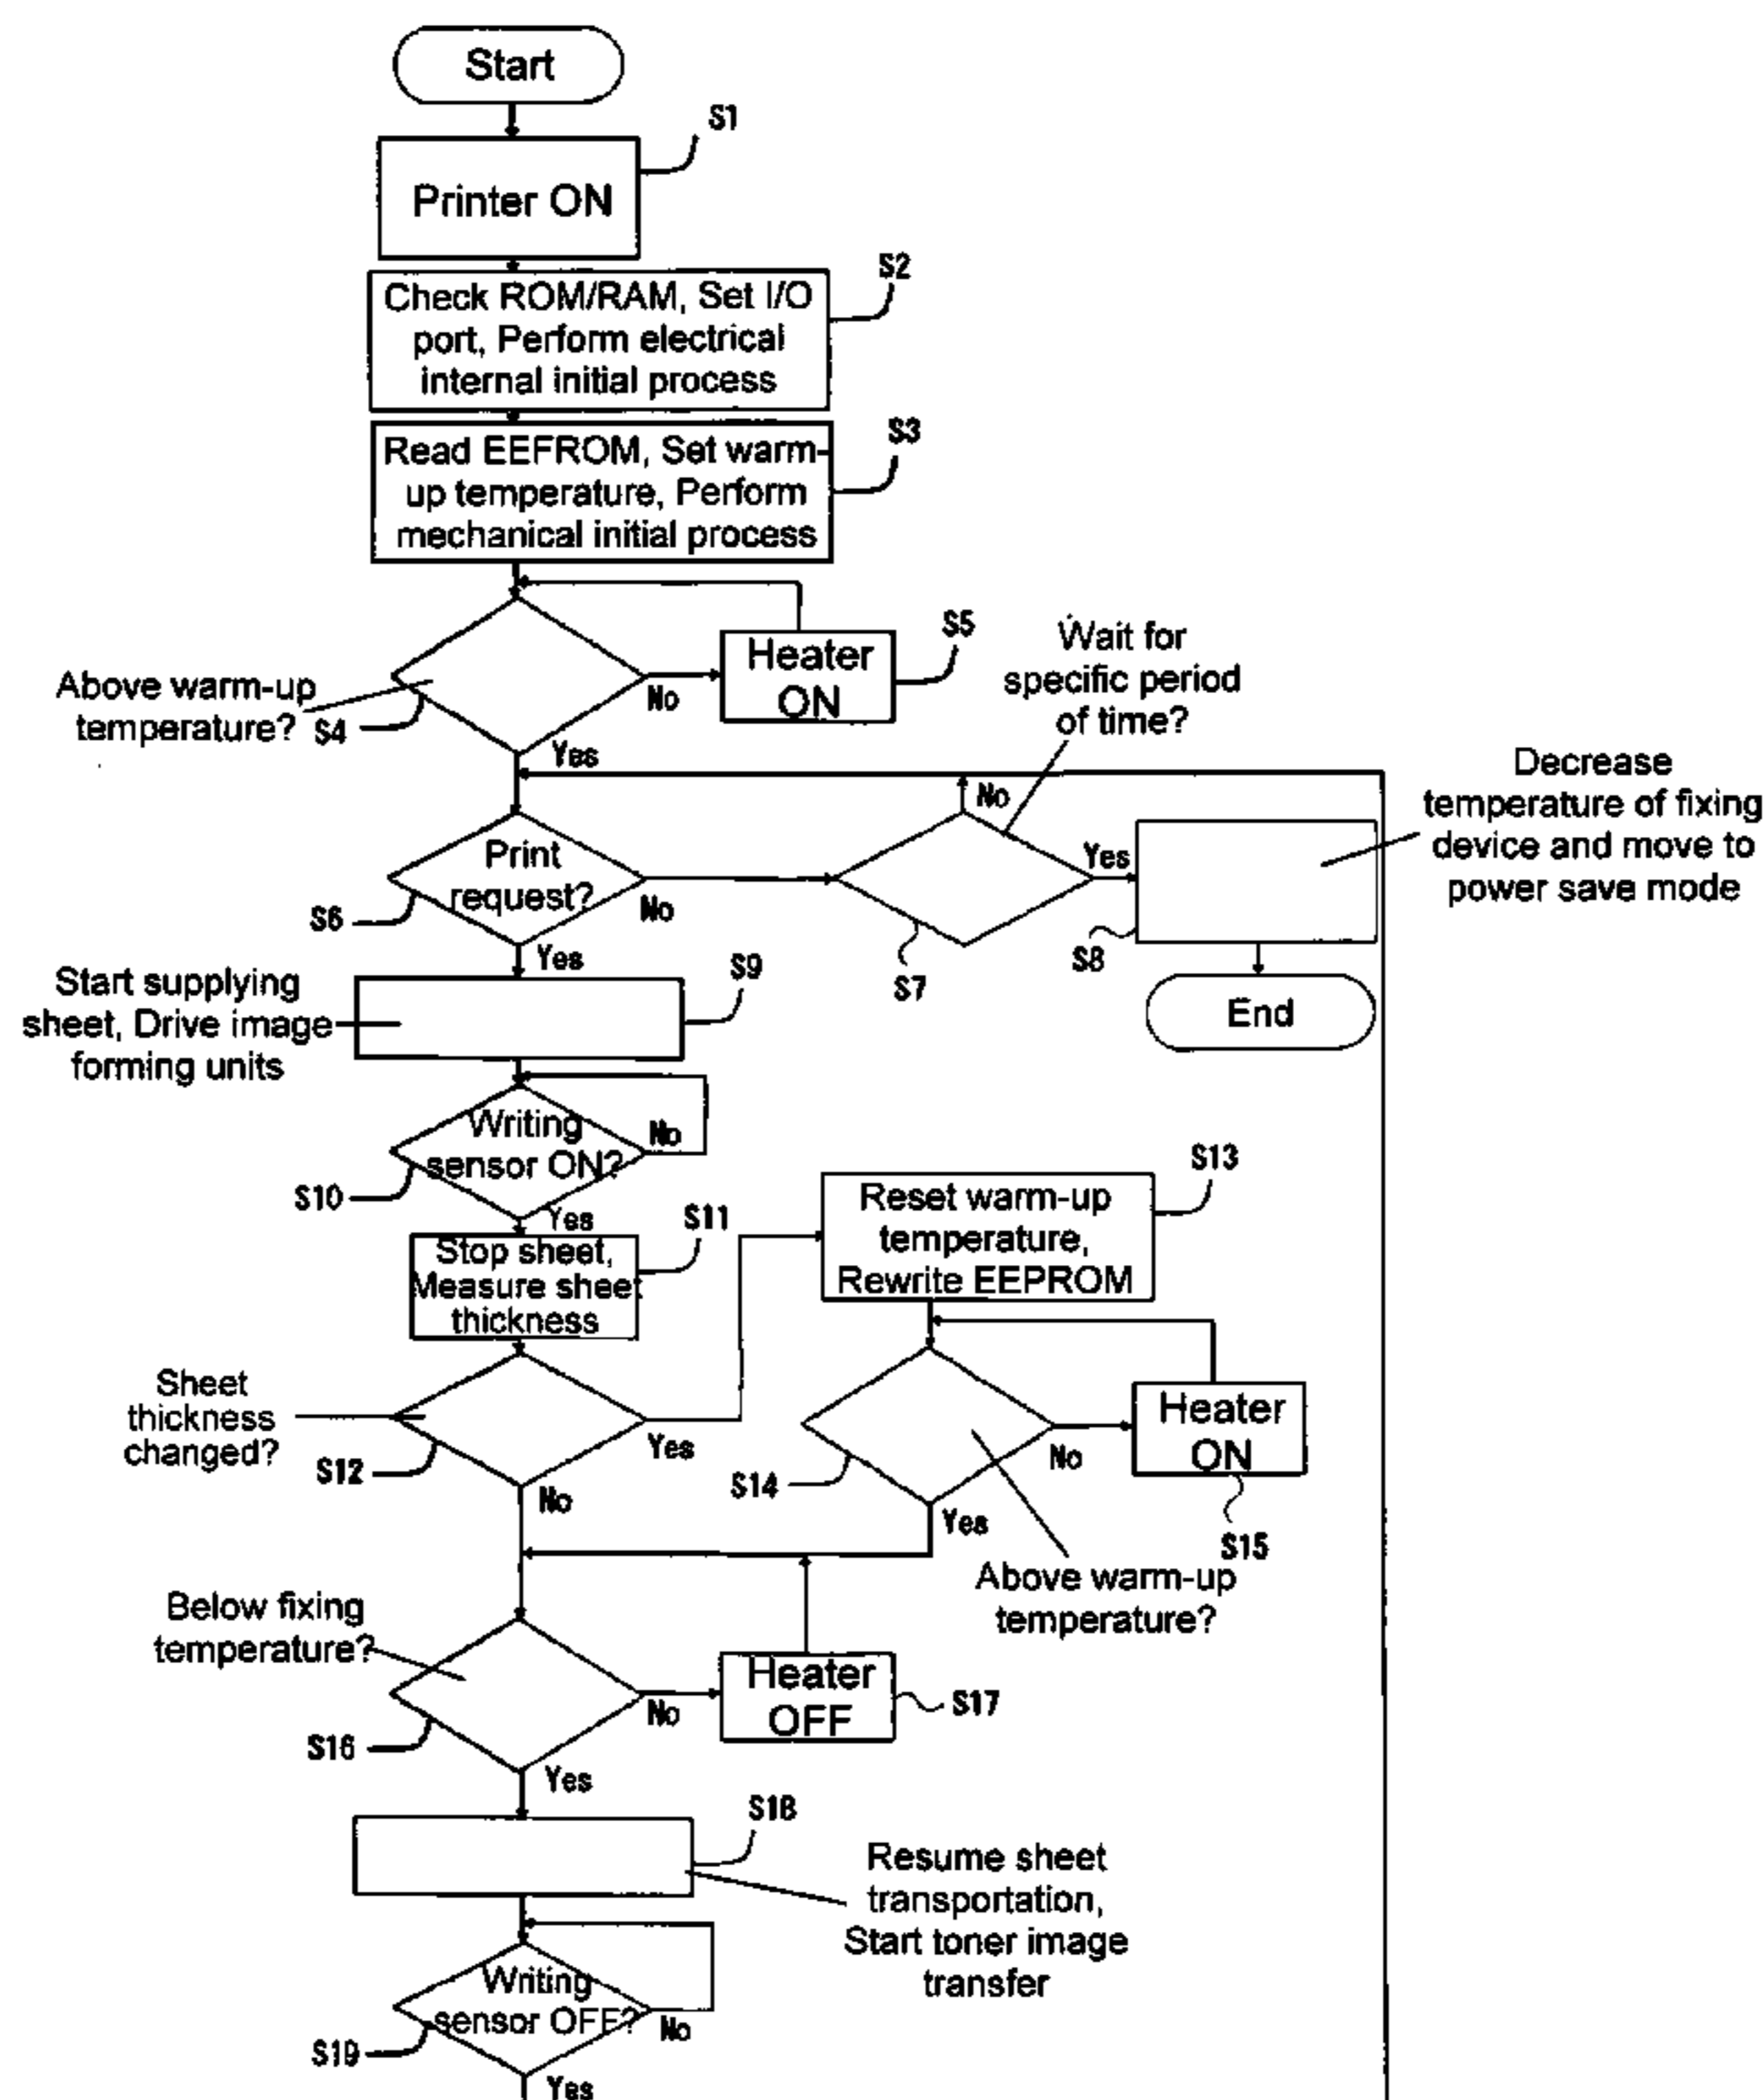 Start
S1
Printer ON
S2
Check ROM/RAM, Set I/O
port, Perform electrical
internal initial process
S3
Read EEFROM, Set warm-
up temperature, Perform
mechanical initial process
S5
Heater
ON
Wait for
specific period
of time?
Above warm-up
temperature?
S4
No
Yes
Decrease
temperature of fixing
device and move to
power save mode
No
Print
request?
Yes
S6
No
S7
S8
Yes
End
Start supplying
sheet, Drive image
forming units
S9
Writing
sensor ON?
No
S10
Yes
S11
Stop sheet,
Measure sheet
thickness
S13
Reset warm-up
temperature,
Rewrite EEPROM
Sheet
thickness
changed?
S12
Yes
No
S14
No
Yes
Heater
ON
S15
Above warm-up
temperature?
Below fixing
temperature?
S16
No
Yes
Heater
OFF
S17
S18
Resume sheet
transportation,
Start toner image
transfer
Writing
sensor OFF?
S19
No
Yes